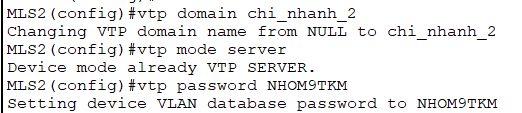 MLS2(config)#vtp domain chi_nhanh_2
Changing VTP domain name from NULL to chi_nhanh_2
MLS2(config)#vtp mode server
Device mode already VTP SERVER.
MLS2(config)#vtp password NHOM9TKM
Setting device VLAN database password to NHOM9TKM